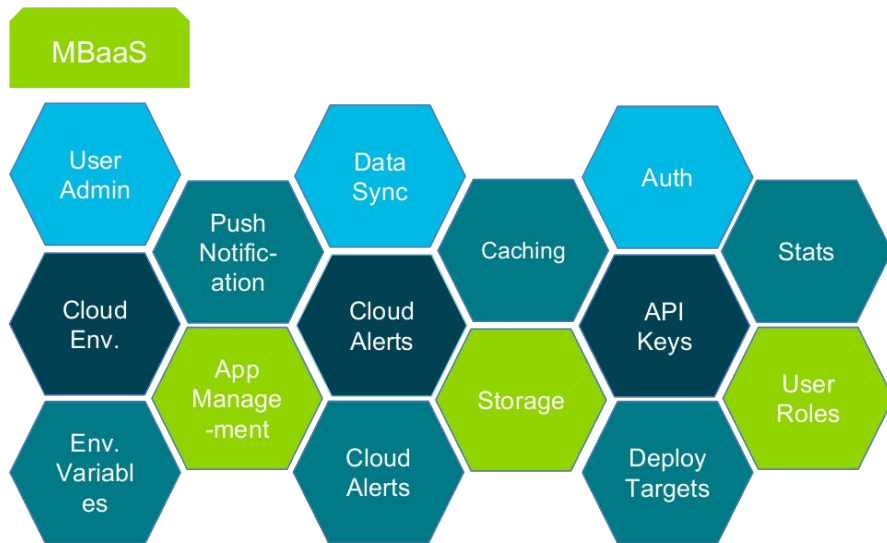 MBaaS
User
Admin
Data
Sync
Auth
Push
Notific-
ation
Caching
Stats
Cloud
Env.
Cloud
Alerts
API
Keys
App
Manage
-ment
Storage
User
Roles
Env.
Variabl
es
Cloud
Alerts
Deploy
Targets